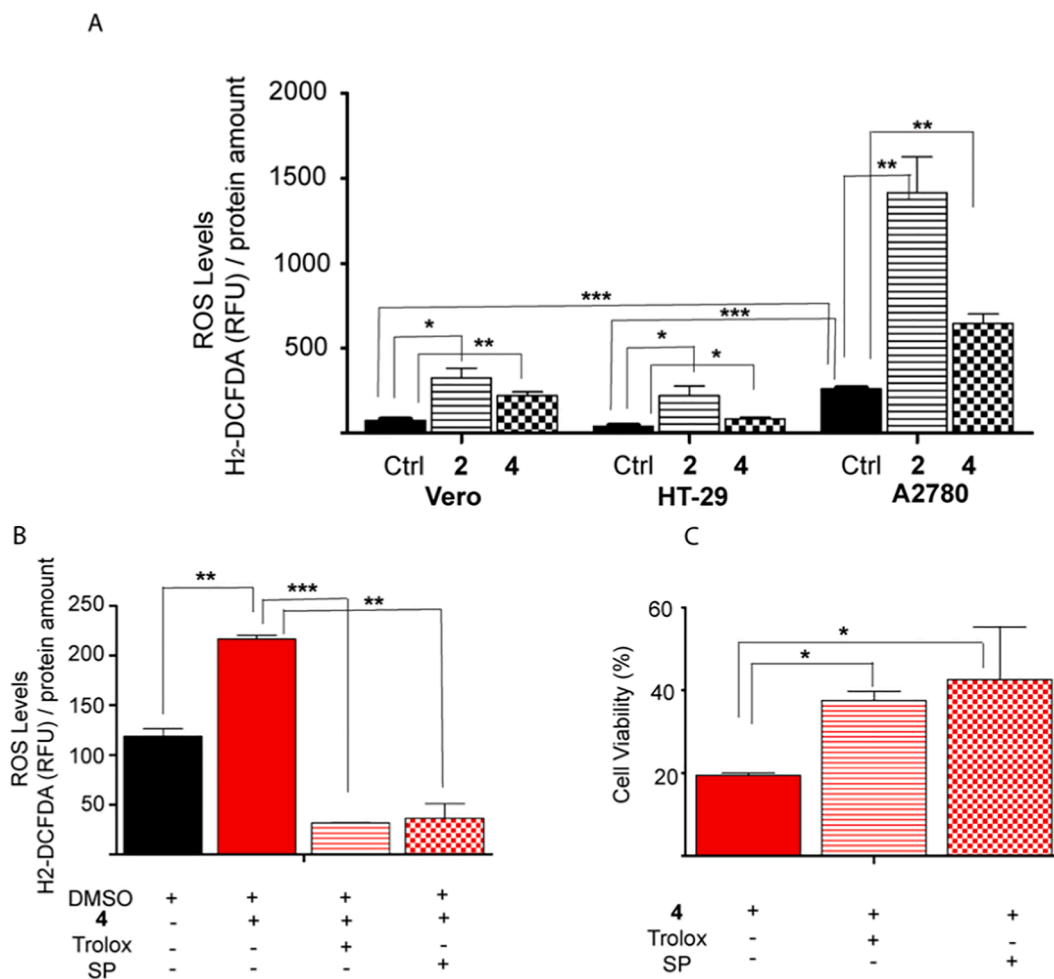 A
ROS Levels
H2-DCFDA (RFU) / protein amount
2000
1500
1000
500
***
***
*
**
*
*
**
**
Ctrl 2 4 Ctrl 2 4 Ctrl 2 4
Vero HT-29 A2780
B
ROS Levels
H2-DCFDA (RFU) / protein amount
250
200
150
100
50
**
***
**
DMSO + + + +
4 - + + +
Trolox - - + -
SP - - - +
C
Cell Viability (%)
60
40
20
*
*
4 + + +
Trolox - + -
SP - - +